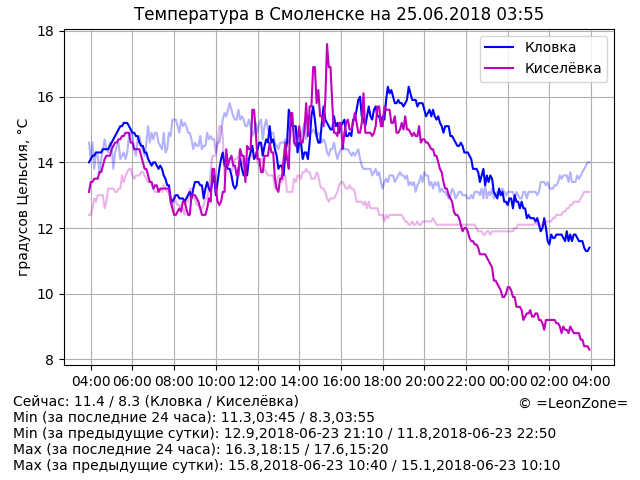 Температура в Смоленске на 25.06.2018 03:55
18
16
14
12
10
8
градусов Цельсия, °C
Кловка
Киселёвка
04:00 06:00 08:00 10:00 12:00 14:00 16:00 18:00 20:00 22:00 00:00 02:00 04:00
Сейчас: 11.4 / 8.3 (Кловка / Киселёвка)
© =LeonZone=
Min (за последние 24 часа): 11.3,03:45 / 8.3,03:55
Min (за предыдущие сутки): 12.9,2018-06-23 21:10 / 11.8,2018-06-23 22:50
Max (за последние 24 часа): 16.3,18:15 / 17.6,15:20
Max (за предыдущие сутки): 15.8,2018-06-23 10:40 / 15.1,2018-06-23 10:10